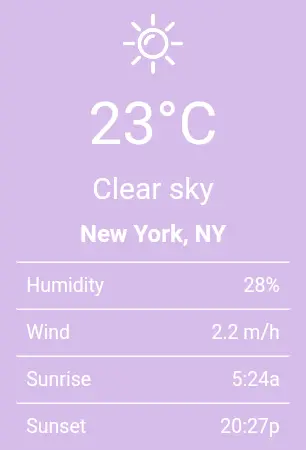 23°C
Clear sky
New York, NY
Humidity 28%
Wind 2.2 m/h
Sunrise 5:24a
Sunset 20:27p